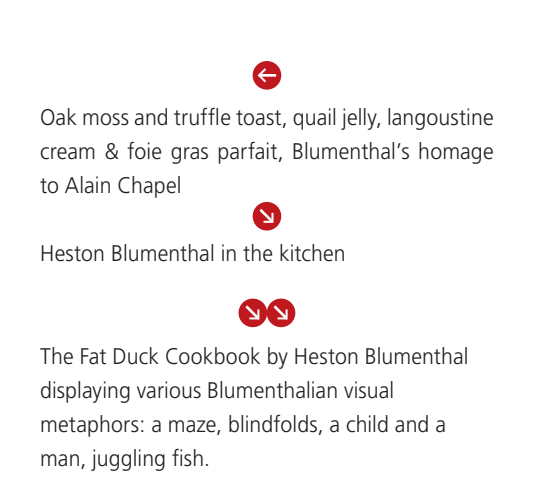 Oak moss and truffle toast, quail jelly, langoustine
cream & foie gras parfait, Blumenthal's homage
to Alain Chapel
Heston Blumenthal in the kitchen
The Fat Duck Cookbook by Heston Blumenthal
displaying various Blumenthalian visual
metaphors: a maze, blindfolds, a child and a
man, juggling fish.